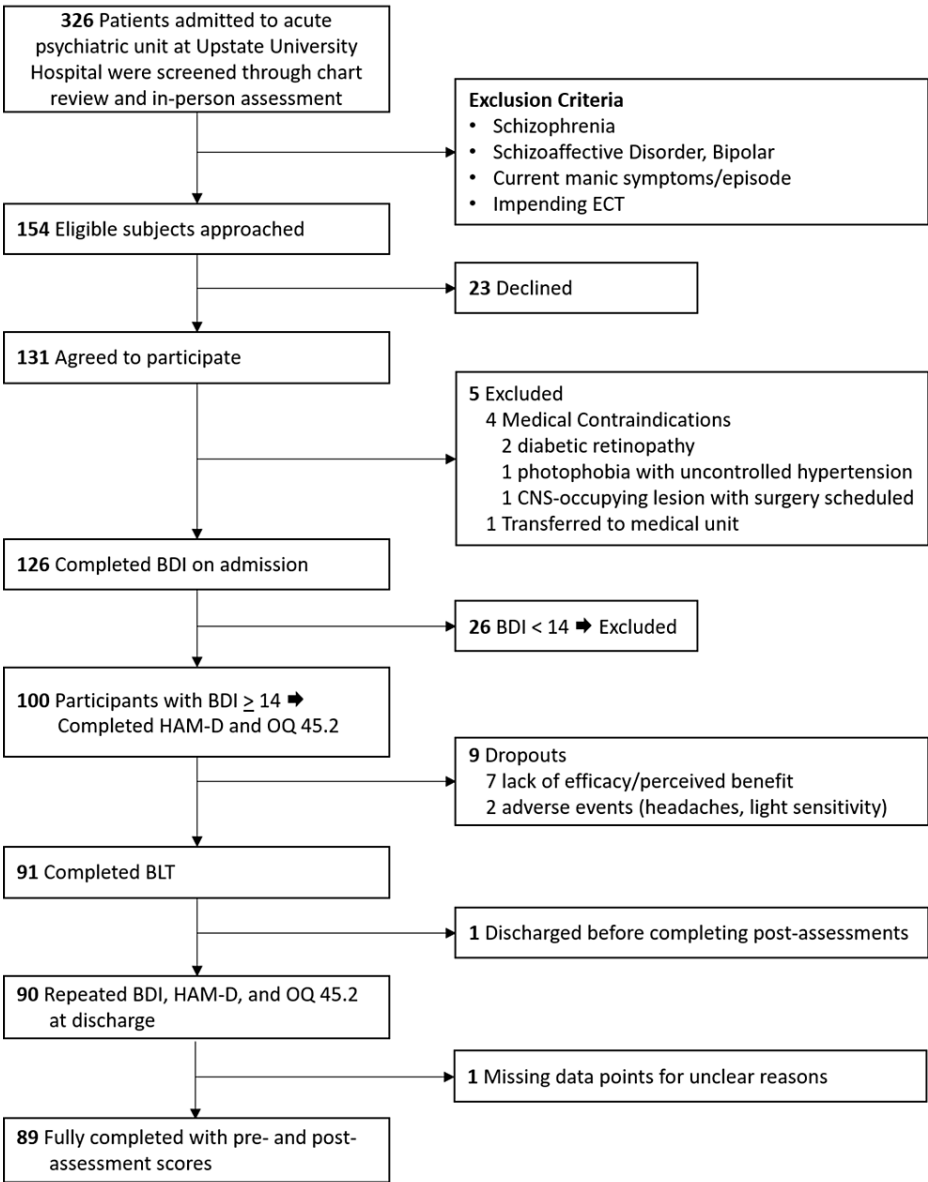 326 Patients admitted to acute
psychiatric unit at Upstate University
Hospital were screened through chart
review and in-person assessment
Exclusion Criteria
• Schizophrenia
• Schizoaffective Disorder, Bipolar
• Current manic symptoms/episode
• Impending ECT
154 Eligible subjects approached
23 Declined
131 Agreed to participate
5 Excluded
4 Medical Contraindications
2 diabetic retinopathy
1 photophobia with uncontrolled hypertension
1 CNS-occupying lesion with surgery scheduled
1 Transferred to medical unit
126 Completed BDI on admission
26 BDI < 14 ➡ Excluded
100 Participants with BDI ≥ 14 ➡
Completed HAM-D and OQ 45.2
9 Dropouts
7 lack of efficacy/perceived benefit
2 adverse events (headaches, light sensitivity)
91 Completed BLT
1 Discharged before completing post-assessments
90 Repeated BDI, HAM-D, and OQ 45.2
at discharge
1 Missing data points for unclear reasons
89 Fully completed with pre- and post-
assessment scores